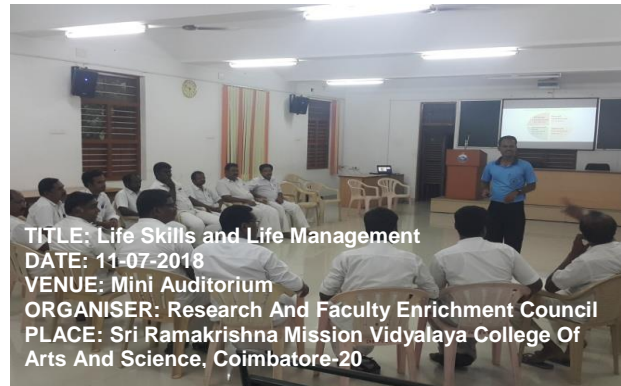 TITLE: Life Skills and Life Management
DATE: 11-07-2018
VENUE: Mini Auditorium
ORGANISER: Research And Faculty Enrichment Council
PLACE: Sri Ramakrishna Mission Vidyalaya College Of
Arts And Science, Coimbatore-20